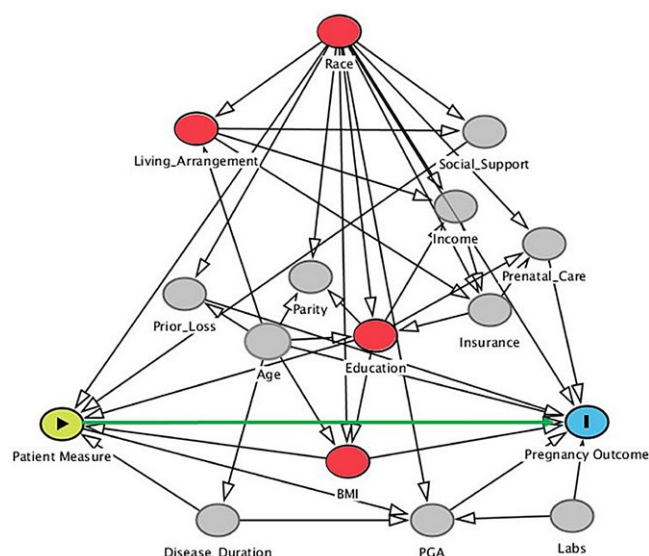 Race
Living_Arrangement
Social_Support
Income
Prenatal_Care
Parity
Prior_Loss
Insurance
Age
Education
Patient Measure
Pregnancy Outcome
BMI
Disease_Duration
PGA
Labs